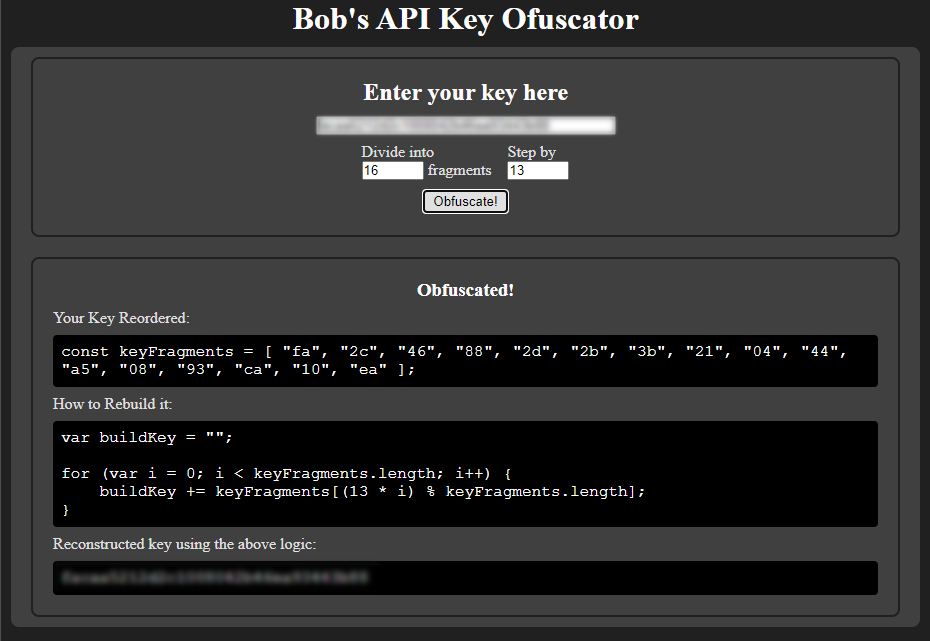 Bob's API Key Ofuscator
Enter your key here
Divide into
Step by
16 fragments
13
Obfuscate!
Obfuscated!
Your Key Reordered:
const keyFragments = [ "fa", "2c", "46", "88", "2d", "2b", "3b", "21", "04", "44",
"a5", "08", "93", "ca", "10", "ea" ];
How to Rebuild it:
var buildKey = "";
for (var i = 0; i < keyFragments.length; i++) {
    buildKey += keyFragments[(13 * i) % keyFragments.length];
}
Reconstructed key using the above logic: